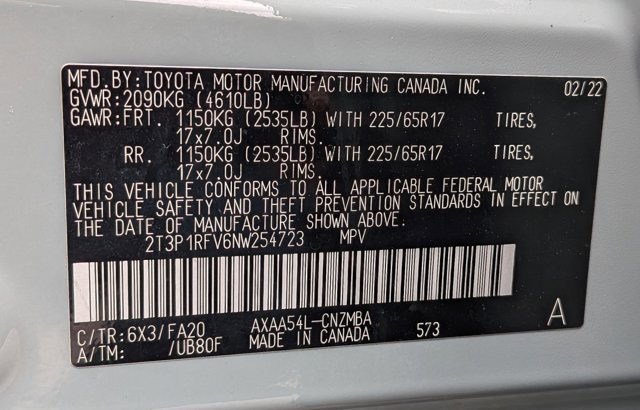 MFD.BY:TOYOTA MOTOR MANUFACTURING CANADA INC. 02/22
GVWR:2090KG (4610LB)
GAWR:FRT. 1150KG (2535LB) WITH 225/65R17 TIRES,
17x7.0J RIMS.
RR. 1150KG (2535LB) WITH 225/65R17 TIRES,
17x7.0J RIMS.
THIS VEHICLE CONFORMS TO ALL APPLICABLE FEDERAL MOTOR
VEHICLE SAFETY AND THEFT PREVENTION STANDARDS IN EFFECT ON
THE DATE OF MANUFACTURE SHOWN ABOVE.
2T3P1RFV6NW254723 MPV
C/TR:6X3/FA20 AXAA54L-CNZMBA 573 A
A/TM: /UB80F MADE IN CANADA